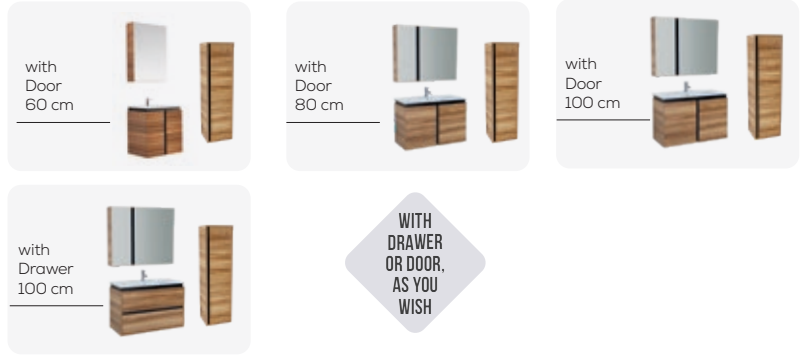 with
Door
60 cm
with
Door
80 cm
with
Door
100 cm
with
Drawer
100 cm
WITH
DRAWER
OR DOOR,
AS YOU
WISH